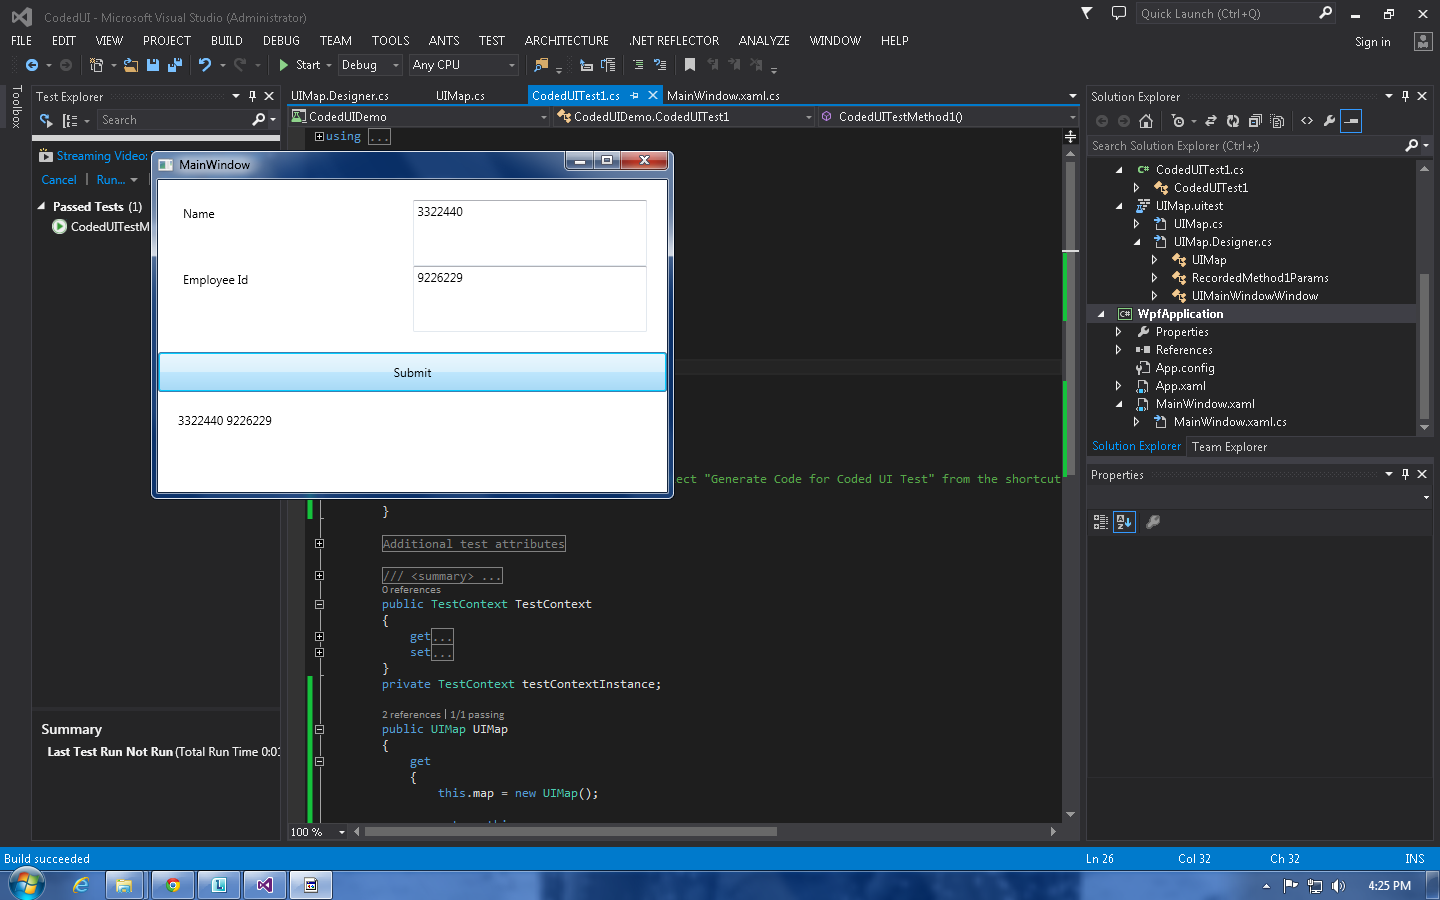 CodedUI - Microsoft Visual Studio (Administrator)
Quick Launch (Ctrl+Q)
FILE EDIT VIEW PROJECT BUILD DEBUG TEAM TOOLS ANTS TEST ARCHITECTURE .NET REFLECTOR ANALYZE WINDOW HELP
Sign in
Start Debug Any CPU
Toolbox
Test Explorer
Search
Streaming Video:
Cancel | Run...
Passed Tests (1)
CodedUITestM
Summary
Last Test Run Not Run (Total Run Time 0:01
UIMap.Designer.cs UIMap.cs CodedUITest1.cs MainWindow.xaml.cs
CodedUIDemo CodedUIDemo.CodedUITest1 CodedUITestMethod1()
using ...
MainWindow
Name
3322440
Employee Id
9226229
Submit
3322440 9226229
ect "Generate Code for Coded UI Test" from the shortcut
}
Additional test attributes
/// <summary> ...
0 references
public TestContext TestContext
{
get...
set...
}
private TestContext testContextInstance;
2 references | 1/1 passing
public UIMap UIMap
{
get
{
this.map = new UIMap();
100 %
Solution Explorer
Search Solution Explorer (Ctrl+;)
CodedUITest1.cs
CodedUITest1
UIMap.uitest
UIMap.cs
UIMap.Designer.cs
UIMap
RecordedMethod1Params
UIMainWindowWindow
WpfApplication
Properties
References
App.config
App.xaml
MainWindow.xaml
MainWindow.xaml.cs
Solution Explorer Team Explorer
Properties
Build succeeded
Ln 26 Col 32 Ch 32 INS
4:25 PM